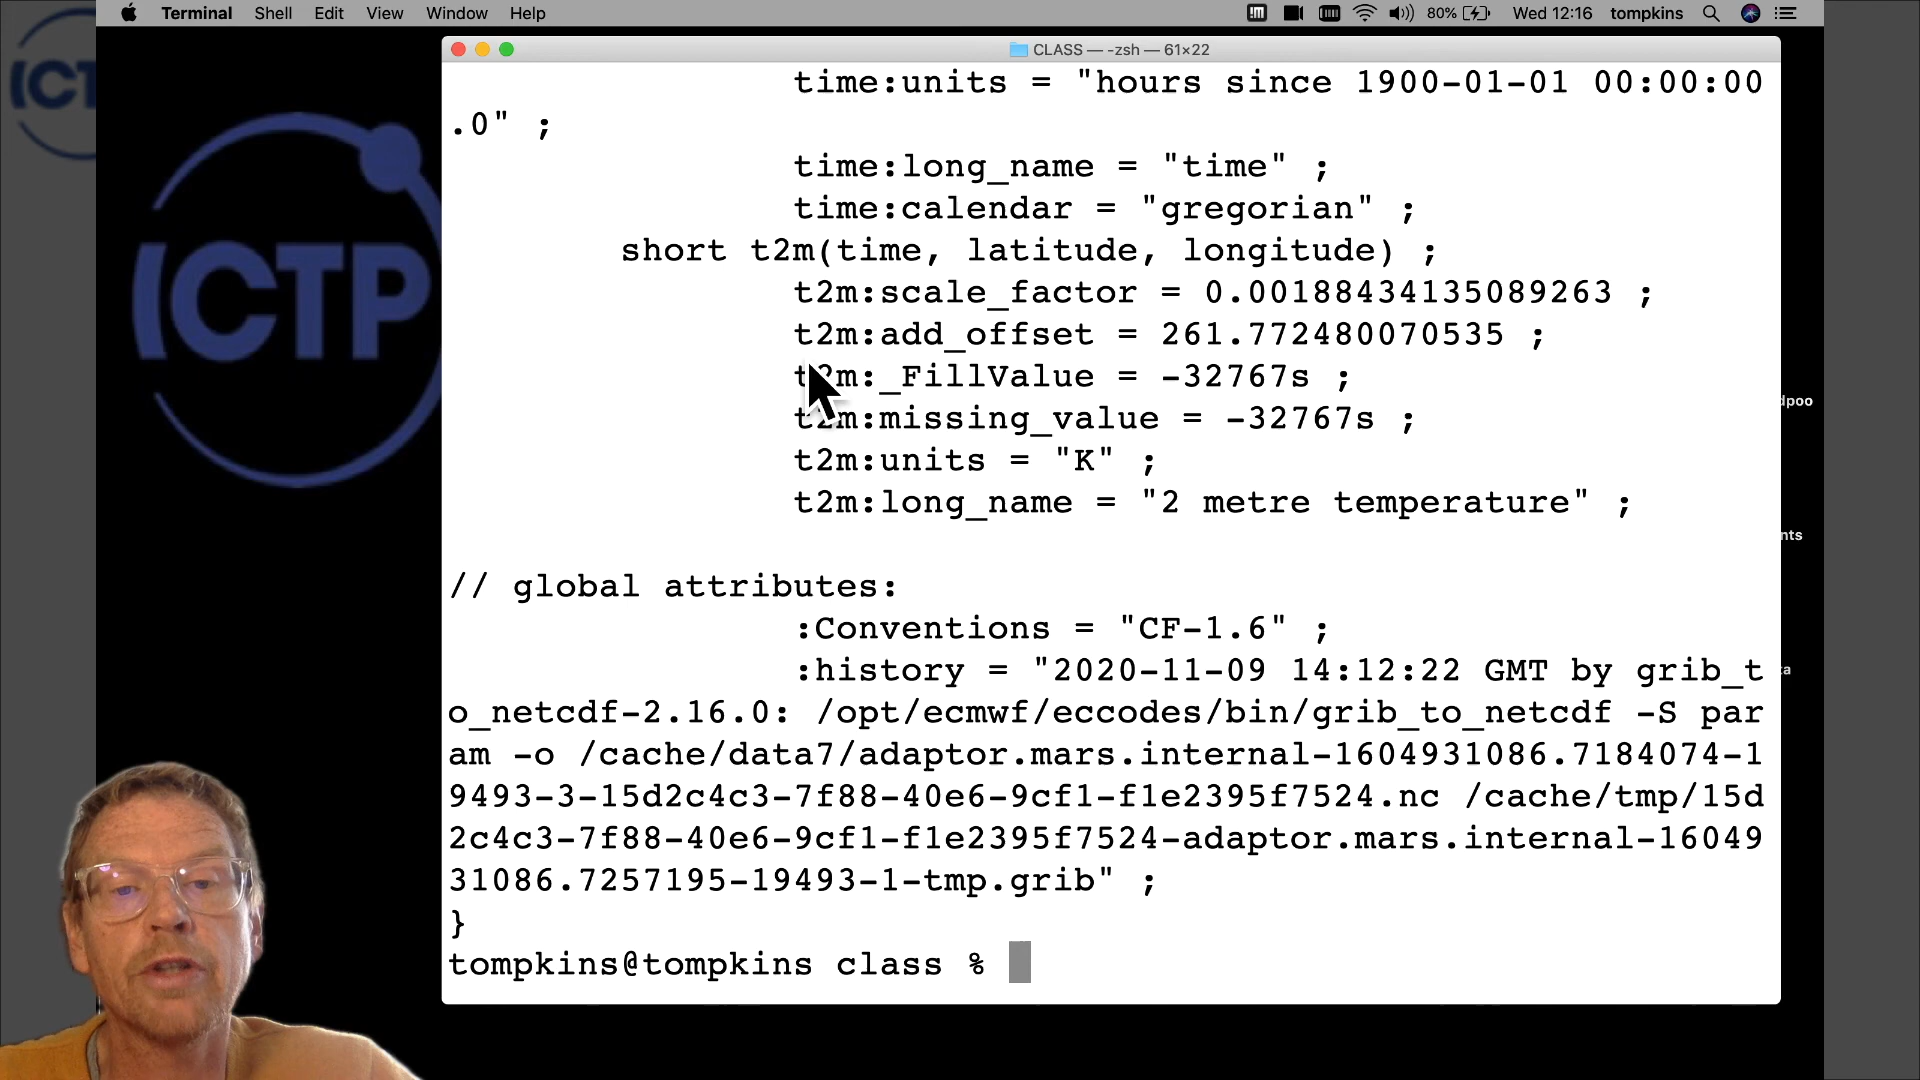 Terminal Shell Edit View Window Help 80% Wed 12:16 tompkins
CLASS — -zsh — 61×22
ICT
ICTP
time:units = "hours since 1900-01-01 00:00:00
.0" ;
time:long_name = "time" ;
time:calendar = "gregorian" ;
short t2m(time, latitude, longitude) ;
t2m:scale_factor = 0.00188434135089263 ;
t2m:add_offset = 261.772480070535 ;
t2m:_FillValue = -32767s ;
t2m:missing_value = -32767s ;
t2m:units = "K" ;
t2m:long_name = "2 metre temperature" ;
// global attributes:
:Conventions = "CF-1.6" ;
:history = "2020-11-09 14:12:22 GMT by grib_t
o_netcdf-2.16.0: /opt/ecmwf/eccodes/bin/grib_to_netcdf -S par
am -o /cache/data7/adaptor.mars.internal-1604931086.7184074-1
9493-3-15d2c4c3-7f88-40e6-9cf1-f1e2395f7524.nc /cache/tmp/15d
2c4c3-7f88-40e6-9cf1-f1e2395f7524-adaptor.mars.internal-16049
31086.7257195-19493-1-tmp.grib" ;
}
tompkins@tompkins class %
dpoo
nts
ta